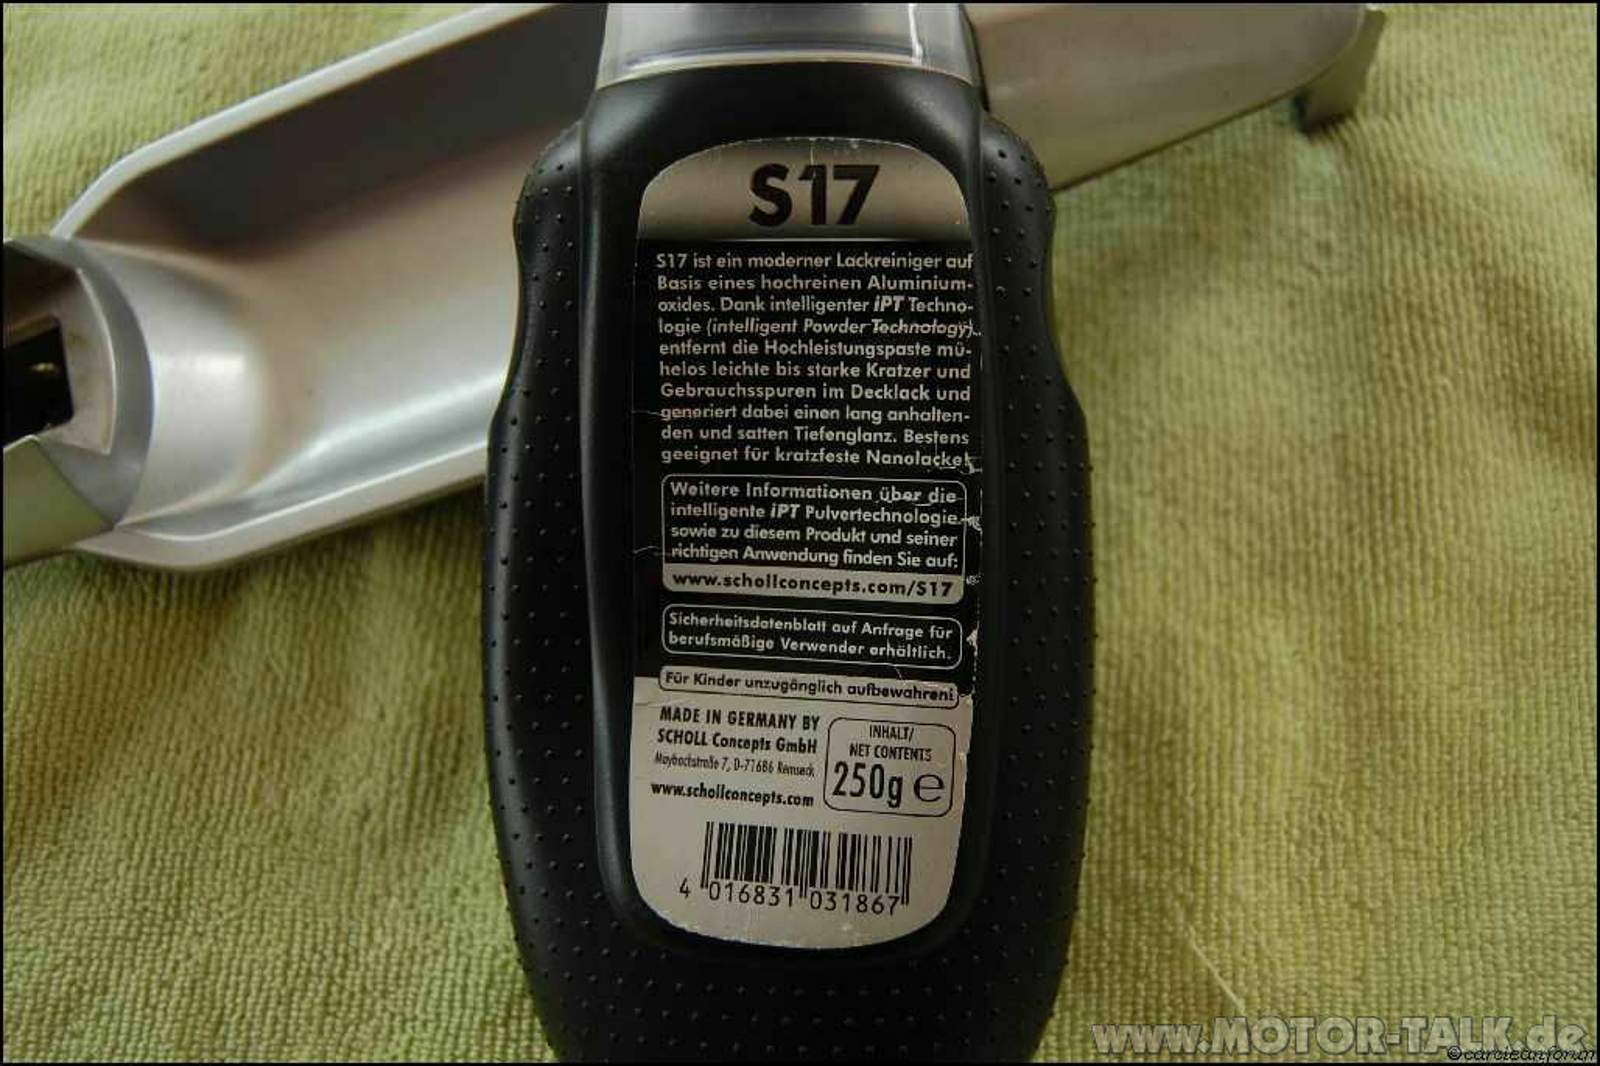 S17
S17 ist ein moderner Lackreiniger auf
Basis eines hochreinen Aluminium-
oxides. Dank intelligenter iPT Techno-
logie (intelligent Powder Technology)
entfernt die Hochleistungspaste mü-
helos leichte bis starke Kratzer und
Gebrauchsspuren im Decklack und
generiert dabei einen lang anhalten-
den und satten Tiefenglanz. Bestens
geeignet für kratzfeste Nanolacke!
Weitere Informationen über die
intelligente iPT Pulvertechnologie
sowie zu diesem Produkt und seiner
richtigen Anwendung finden Sie auf:
www.schollconcepts.com/S17
Sicherheitsdatenblatt auf Anfrage für
berufsmäßige Verwender erhältlich.
Für Kinder unzugänglich aufbewahren!
MADE IN GERMANY BY
SCHOLL Concepts GmbH
Maybachstraße 7, D-71686 Remseck
www.schollconcepts.com
INHALT/
NET CONTENTS
250g e
4 016831 031867
www.MOTOR-TALK.de
©carcleanforum